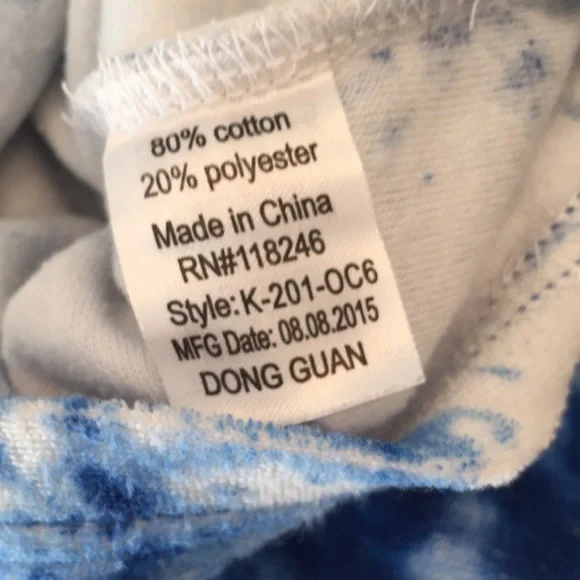 80% cotton
20% polyester
Made in China
RN#118246
Style: K-201-OC6
MFG Date: 08.08.2015
DONG GUAN